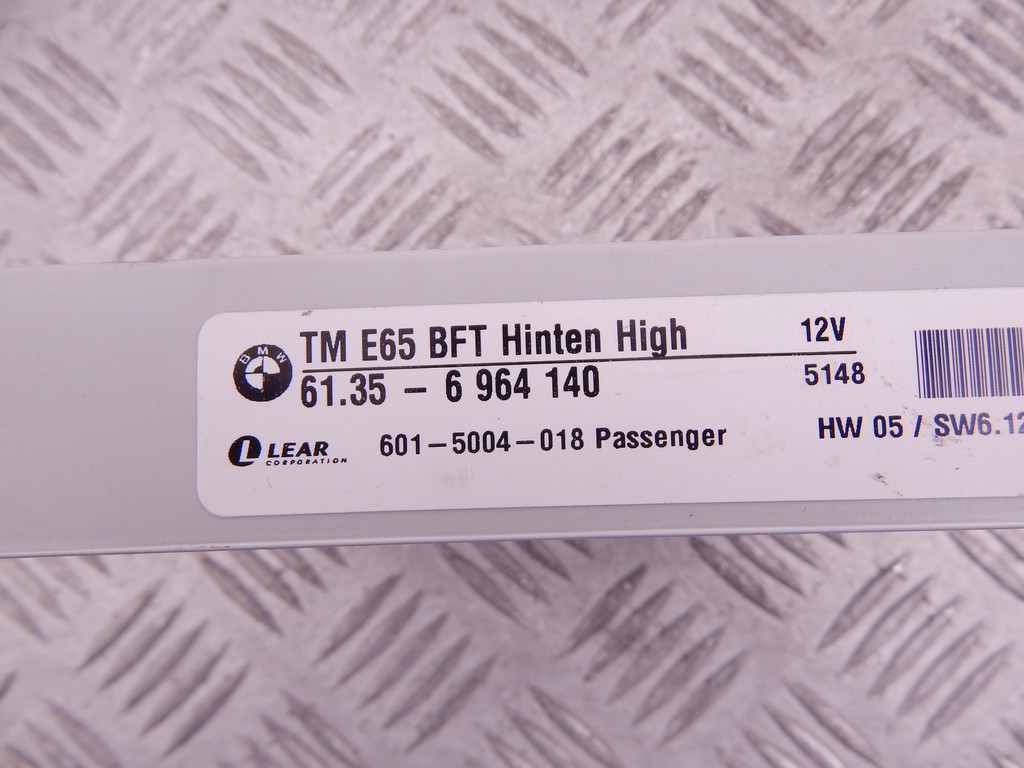 TM E65 BFT Hinten High 12V
BMW
61.35 - 6 964 140 5148
LEAR 601-5004-018 Passenger HW 05 / SW6.12
CORPORATION